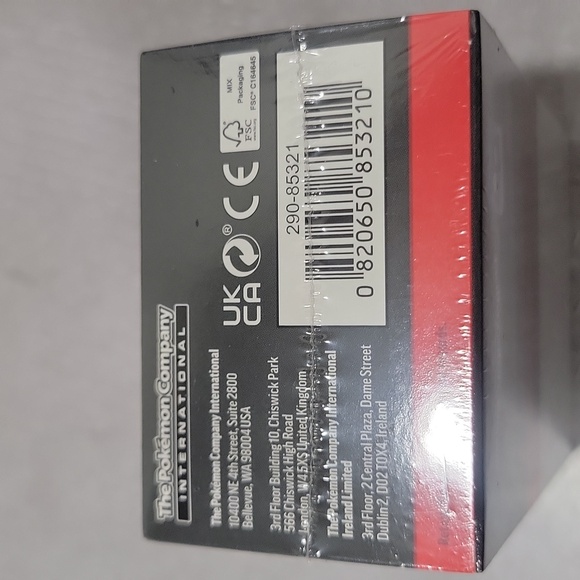 The Pokémon Company
INTERNATIONAL
The Pokémon Company International
10400 NE 4th Street, Suite 2800
Bellevue, WA 98004 USA
3rd Floor Building 10, Chiswick Park
566 Chiswick High Road
London, W4 5XS United Kingdom
The Pokémon Company International
Ireland Limited
3rd Floor, 2 Central Plaza, Dame Street
Dublin 2, D02 T0X4, Ireland
UK
CA
®
CE
FSC
MIX
Packaging
FSC® C164645
290-85321
0 820650 853210